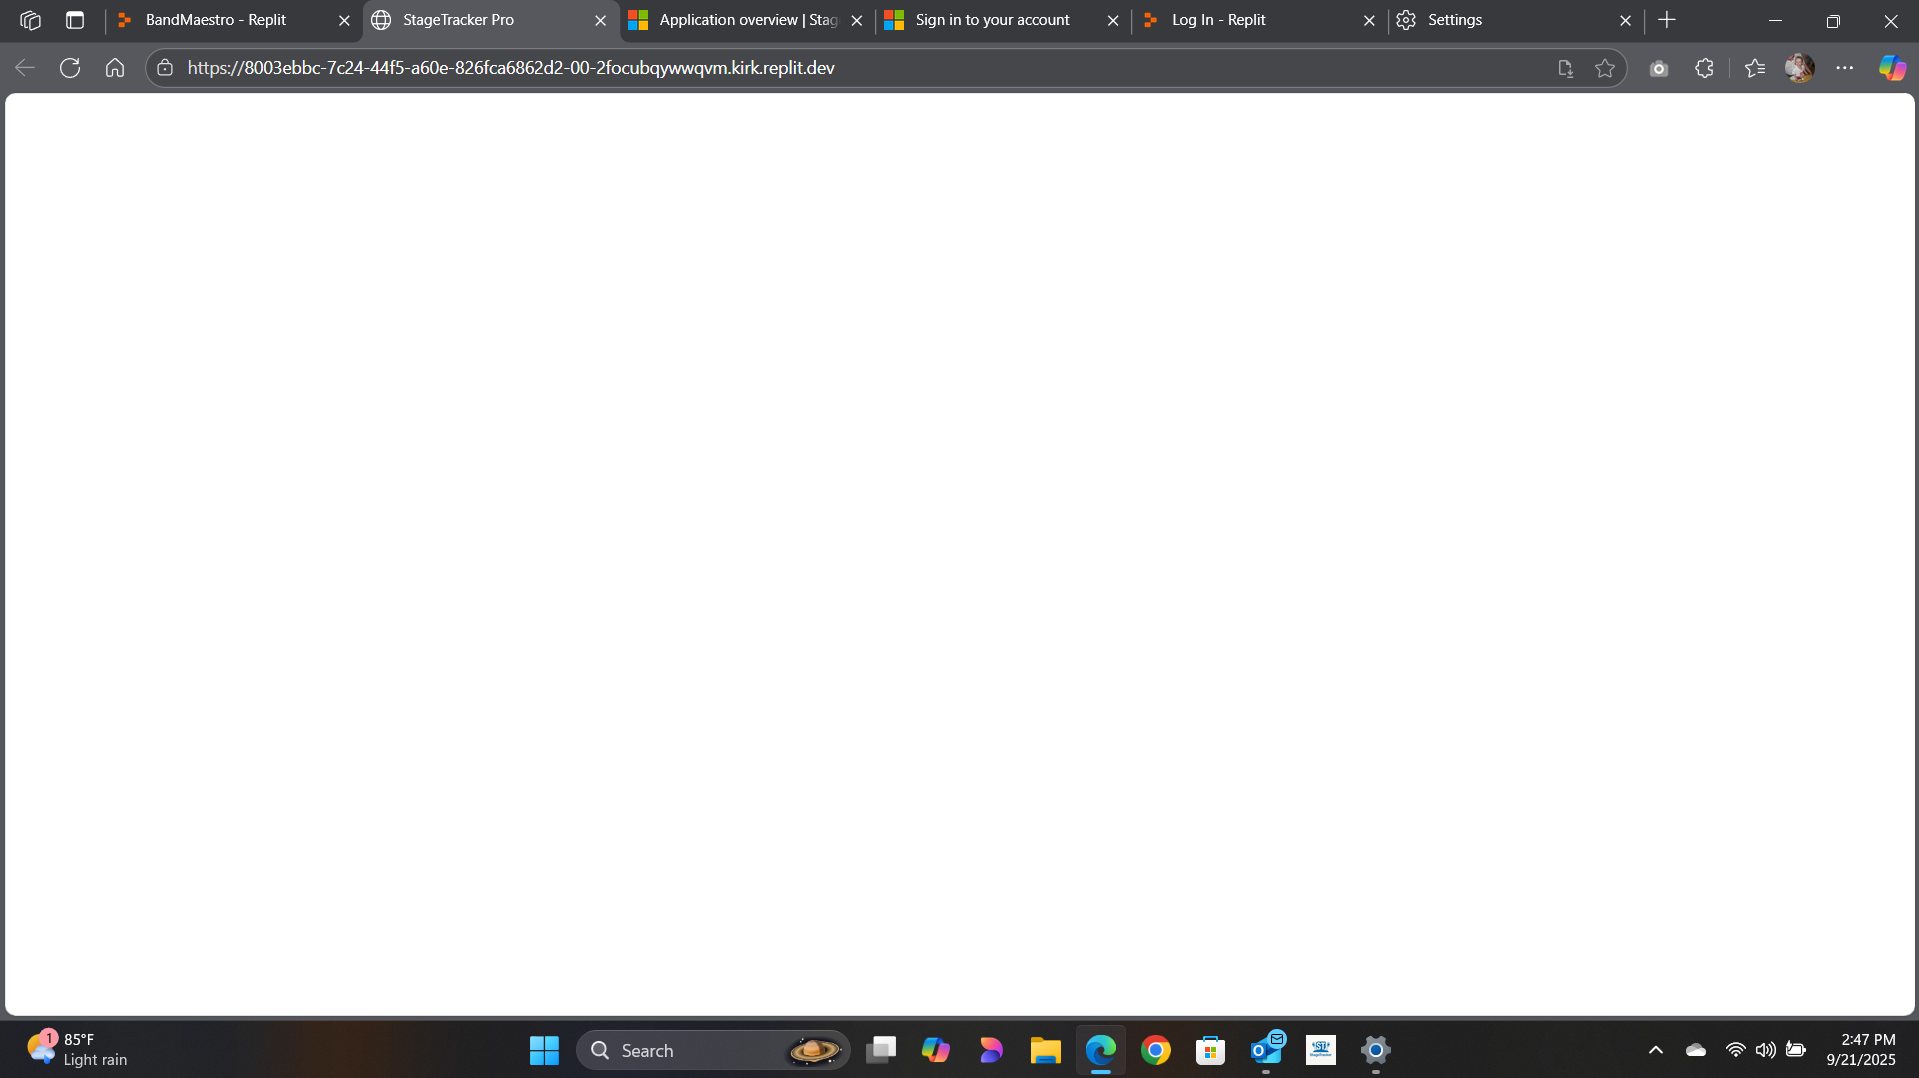 BandMaestro - Replit
StageTracker Pro
Application overview | Stag
Sign in to your account
Log In - Replit
Settings
https://8003ebbc-7c24-44f5-a60e-826fca6862d2-00-2focubqywwqvm.kirk.replit.dev
1
85°F
Light rain
Search
StageTracker
2:47 PM
9/21/2025